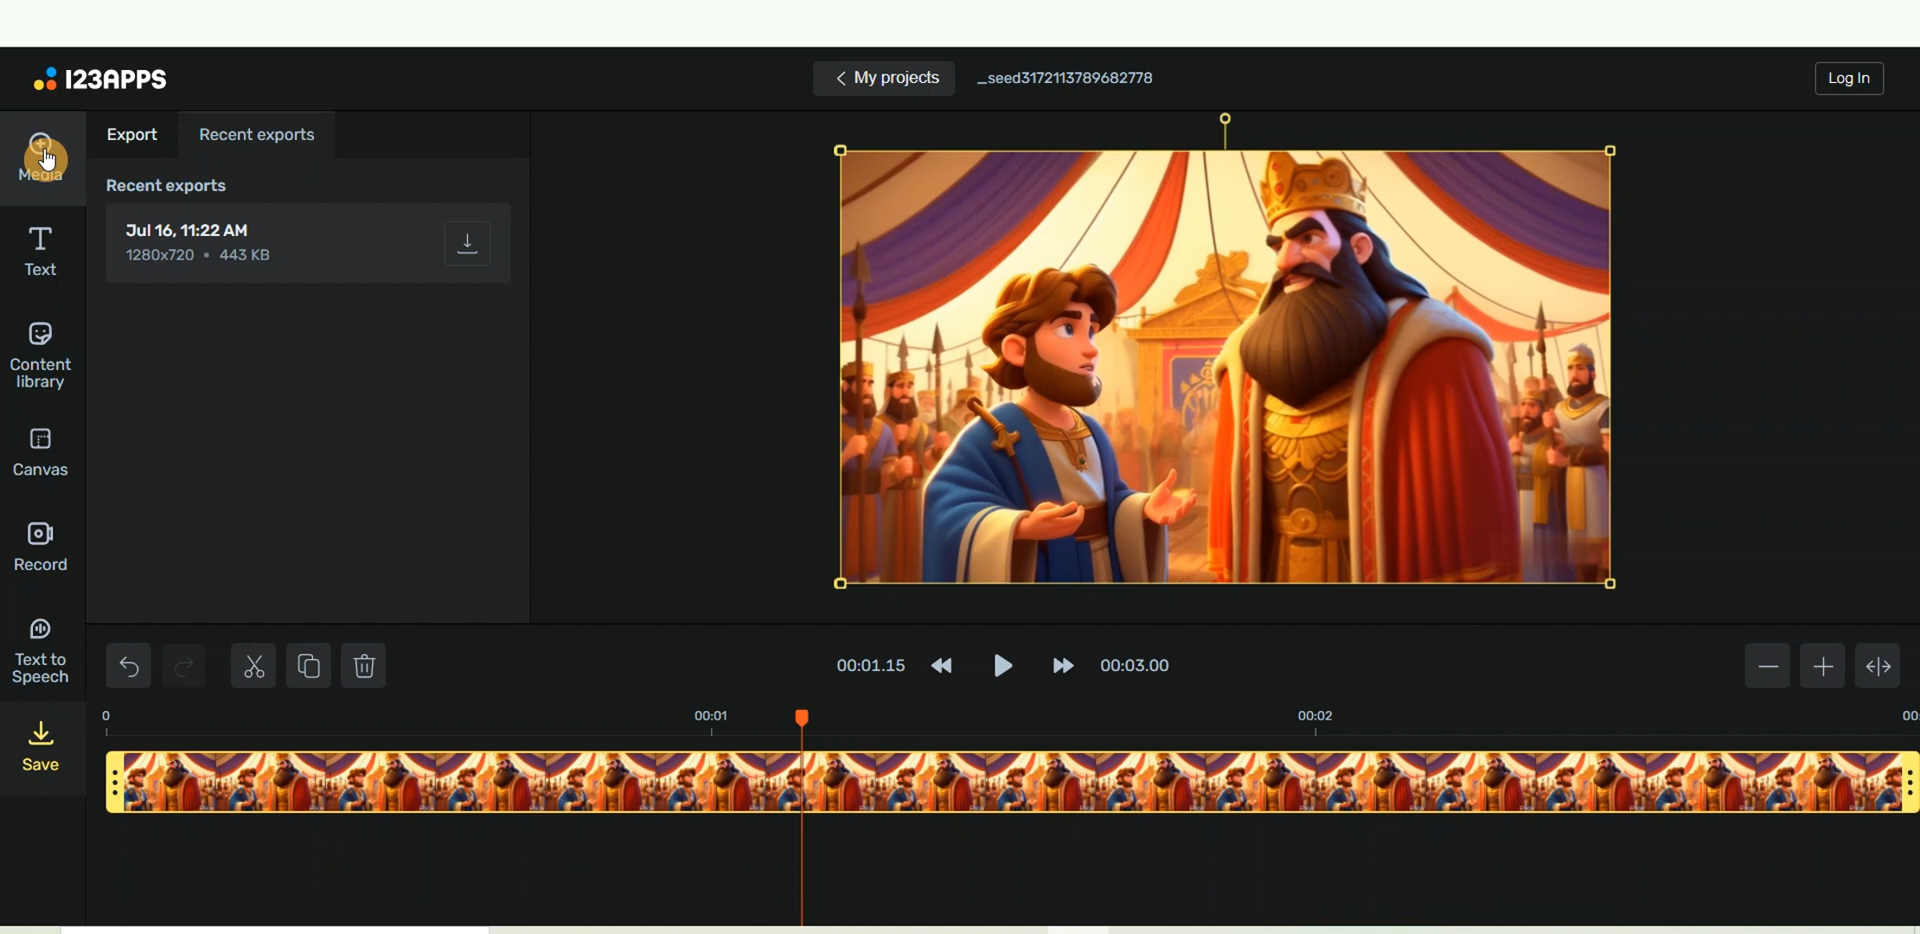 123APPS
My projects
_seed3172113789682778
Log In
Media
Export
Recent exports
Recent exports
Jul 16, 11:22 AM
1280x720 • 443 KB
Text
Content
library
Canvas
Record
Text to
Speech
Save
00:01.15
00:03.00
0
00:01
00:02
00: